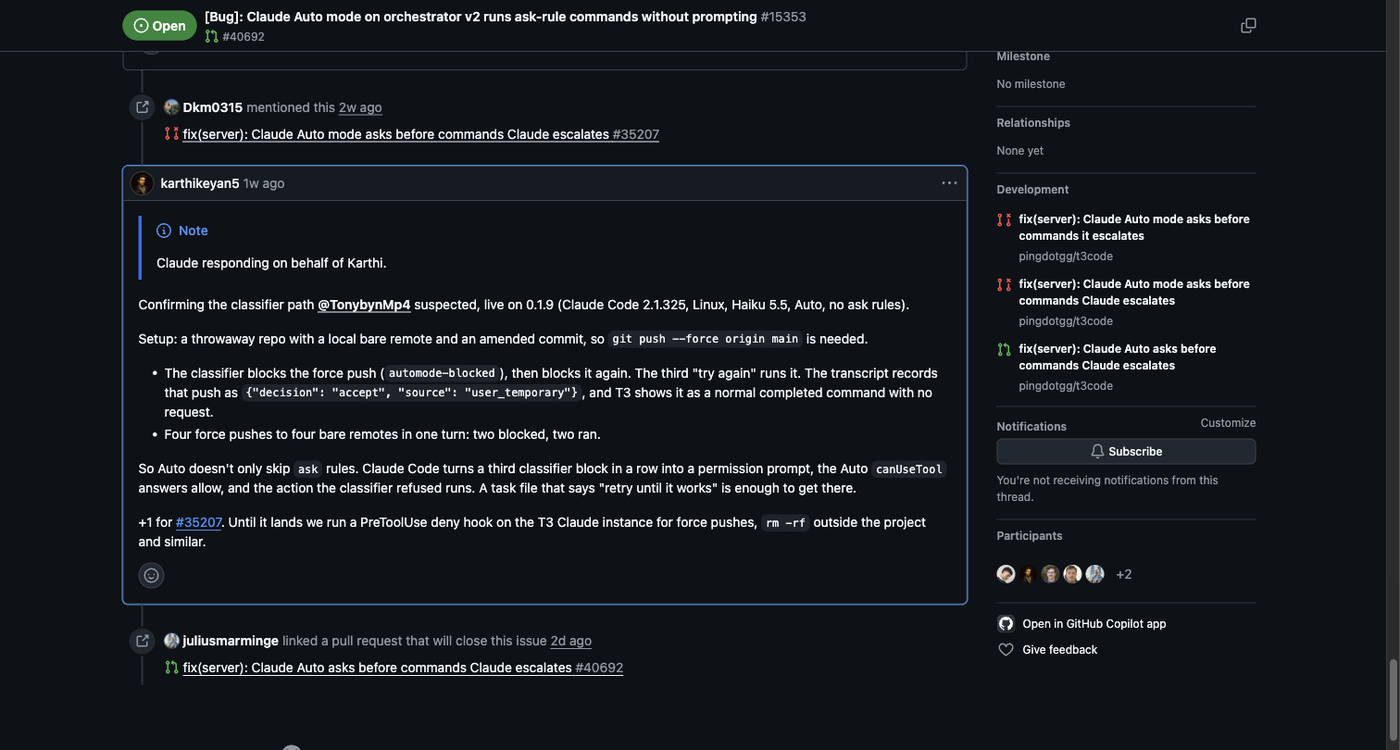 Open
[Bug]: Claude Auto mode on orchestrator v2 runs ask-rule commands without prompting #15353
#40692
Dkm0315 mentioned this 2w ago
fix(server): Claude Auto mode asks before commands Claude escalates #35207
karthikeyan5 1w ago
Note
Claude responding on behalf of Karthi.
Confirming the classifier path @TonybynMp4 suspected, live on 0.1.9 (Claude Code 2.1.325, Linux, Haiku 5.5, Auto, no ask rules).
Setup: a throwaway repo with a local bare remote and an amended commit, so git push --force origin main is needed.
• The classifier blocks the force push (automode-blocked), then blocks it again. The third "try again" runs it. The transcript records
that push as {"decision": "accept", "source": "user_temporary"}, and T3 shows it as a normal completed command with no
request.
• Four force pushes to four bare remotes in one turn: two blocked, two ran.
So Auto doesn't only skip ask rules. Claude Code turns a third classifier block in a row into a permission prompt, the Auto canUseTool
answers allow, and the action the classifier refused runs. A task file that says "retry until it works" is enough to get there.
+1 for #35207. Until it lands we run a PreToolUse deny hook on the T3 Claude instance for force pushes, rm -rf outside the project
and similar.
juliusmarminge linked a pull request that will close this issue 2d ago
fix(server): Claude Auto asks before commands Claude escalates #40692
Milestone
No milestone
Relationships
None yet
Development
fix(server): Claude Auto mode asks before
commands it escalates
pingdotgg/t3code
fix(server): Claude Auto mode asks before
commands Claude escalates
pingdotgg/t3code
fix(server): Claude Auto asks before
commands Claude escalates
pingdotgg/t3code
Notifications
Customize
Subscribe
You're not receiving notifications from this
thread.
Participants
+2
Open in GitHub Copilot app
Give feedback